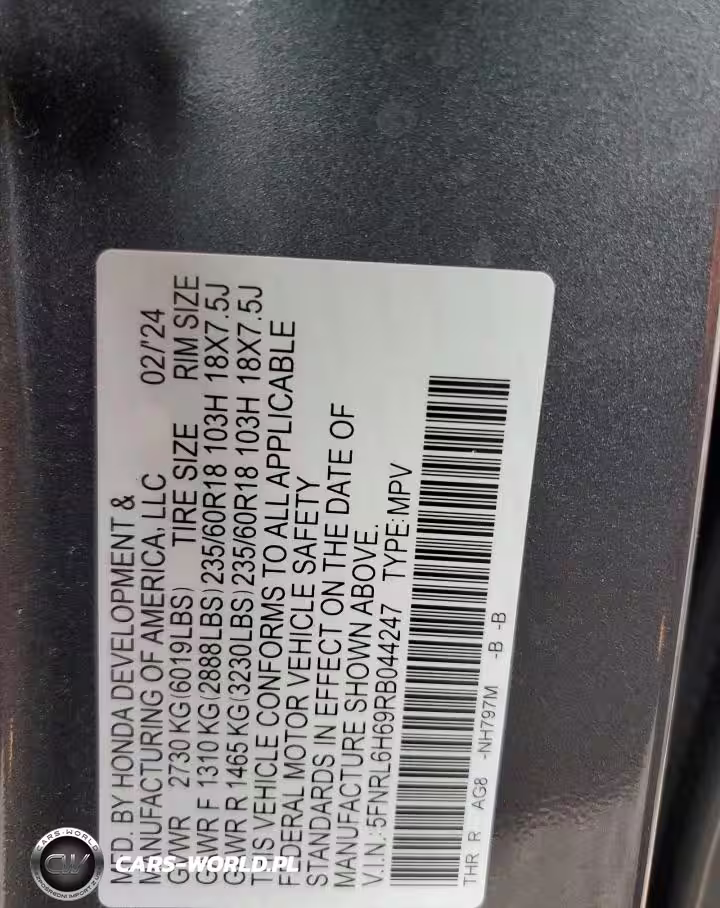 MFD. BY HONDA DEVELOPMENT &
MANUFACTURING OF AMERICA, LLC 02/'24
GVWR 2730 KG(6019LBS) TIRE SIZE RIM SIZE
GAWR F 1310 KG(2888LBS) 235/60R18 103H 18X7.5J
GAWR R 1465 KG(3230LBS) 235/60R18 103H 18X7.5J
THIS VEHICLE CONFORMS TO ALL APPLICABLE
FEDERAL MOTOR VEHICLE SAFETY
STANDARDS IN EFFECT ON THE DATE OF
MANUFACTURE SHOWN ABOVE.
V.I.N.:5FNRL6H69RB044247 TYPE:MPV
THR R AG8 -NH797M -B -B
CARS-WORLD
CW
CARS-WORLD.PL